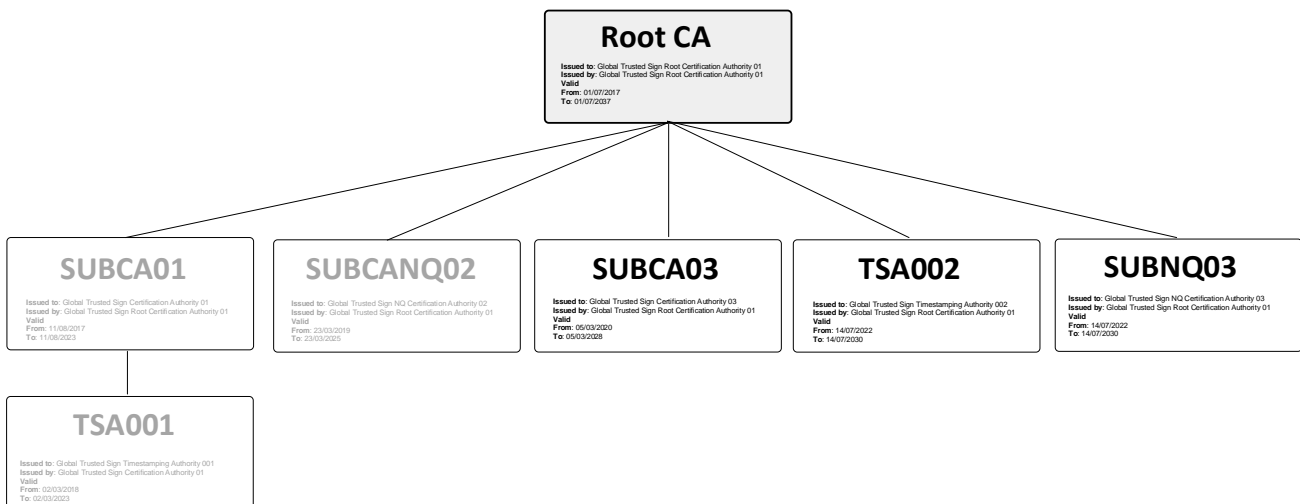 Root CA
Issued to: Global Trusted Sign Root Certification Authority 01
Issued by: Global Trusted Sign Root Certification Authority 01
Valid
From: 01/07/2017
To: 01/07/2037
SUBCA01
Issued to: Global Trusted Sign Certification Authority 01
Issued by: Global Trusted Sign Root Certification Authority 01
Valid
From: 11/08/2017
To: 11/08/2023
SUBCANQ02
Issued to: Global Trusted Sign NQ Certification Authority 02
Issued by: Global Trusted Sign Root Certification Authority 01
Valid
From: 23/03/2019
To: 23/03/2025
SUBCA03
Issued to: Global Trusted Sign Certification Authority 03
Issued by: Global Trusted Sign Root Certification Authority 01
Valid
From: 05/03/2020
To: 05/03/2028
TSA002
Issued to: Global Trusted Sign Timestamping Authority 002
Issued by: Global Trusted Sign Root Certification Authority 01
Valid
From: 14/07/2022
To: 14/07/2030
SUBNQ03
Issued to: Global Trusted Sign NQ Certification Authority 03
Issued by: Global Trusted Sign Root Certification Authority 01
Valid
From: 14/07/2022
To: 14/07/2030
TSA001
Issued to: Global Trusted Sign Timestamping Authority 001
Issued by: Global Trusted Sign Certification Authority 01
Valid
From: 02/03/2018
To: 02/03/2023